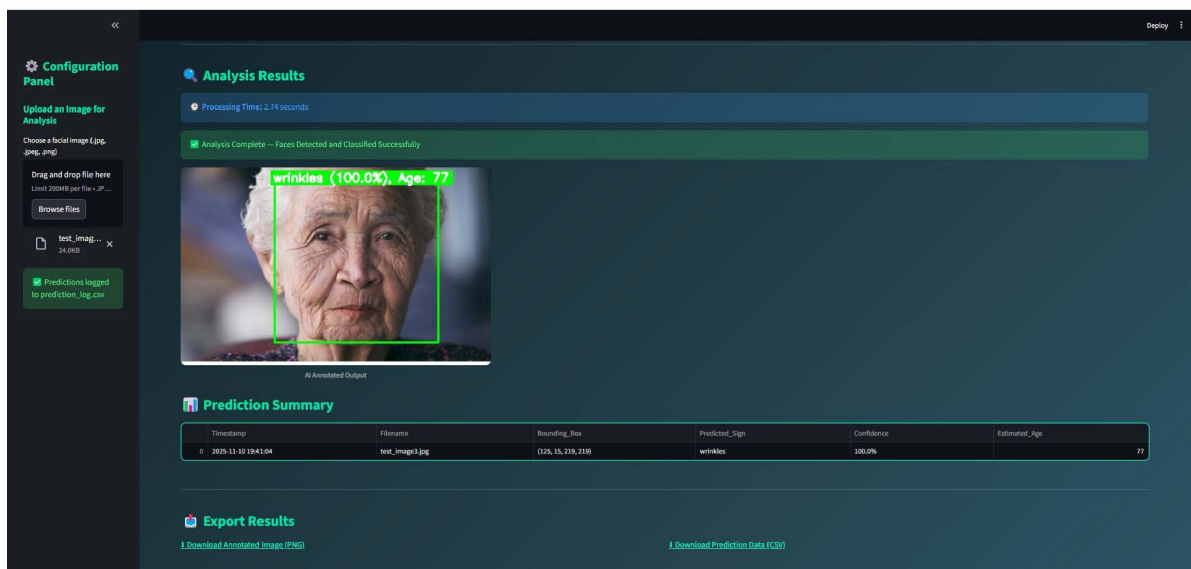 Deploy
Configuration
Panel
Upload an Image for
Analysis
Choose a facial image (.jpg,
.jpeg, .png)
Drag and drop file here
Limit 200MB per file • JP...
Browse files
test_imag...
24.0KB
✅ Predictions logged
to prediction_log.csv
Analysis Results
Processing Time: 2.74 seconds
✅ Analysis Complete — Faces Detected and Classified Successfully
wrinkles (100.0%), Age: 77
AI Annotated Output
Prediction Summary
Timestamp Filename Bounding_Box Predicted_Sign Confidence Estimated_Age
0 2025-11-10 19:41:04 test_image3.jpg (125, 15, 219, 219) wrinkles 100.0% 77
Export Results
⬇ Download Annotated Image (PNG) ⬇ Download Prediction Data (CSV)